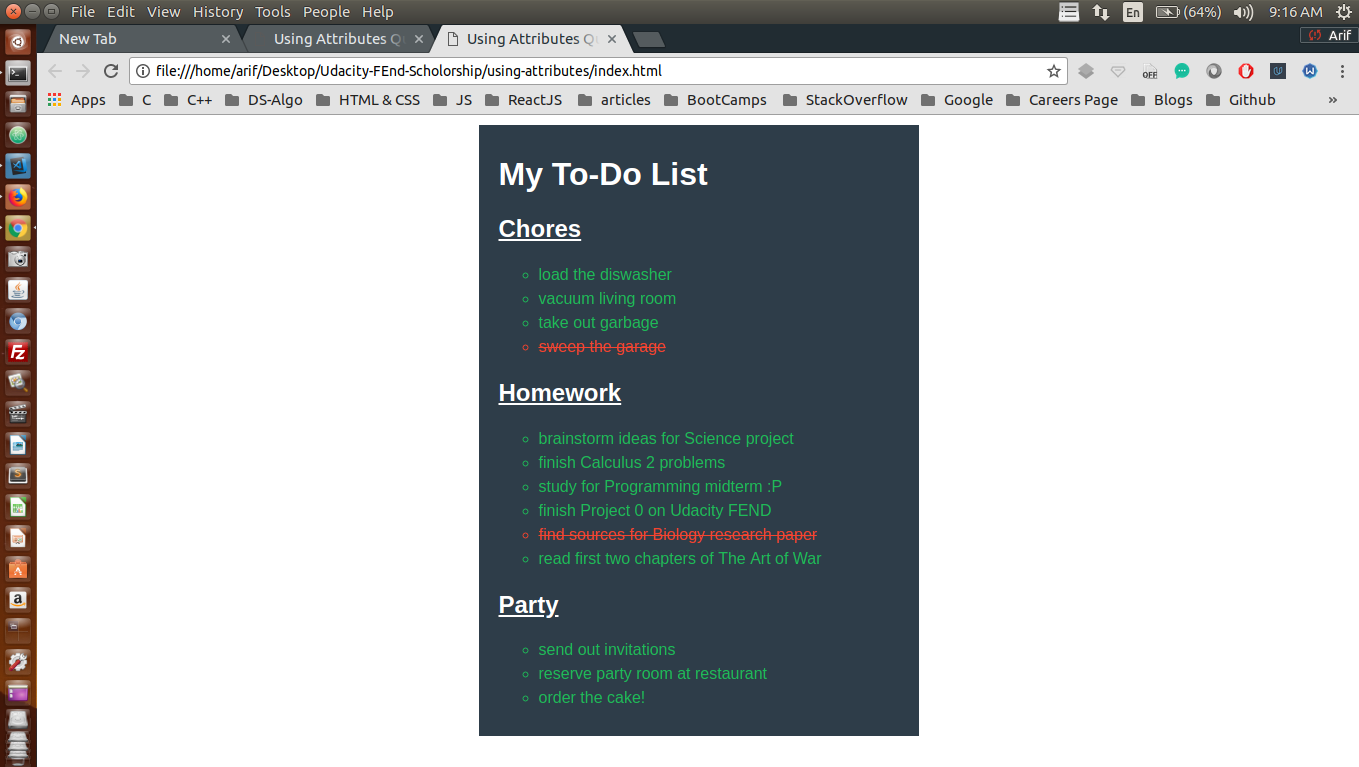 File Edit View History Tools People Help
En (64%) 9:16 AM
New Tab
Using Attributes Q
Using Attributes Q
Arif
file:///home/arif/Desktop/Udacity-FEnd-Scholorship/using-attributes/index.html
OFF
Apps C C++ DS-Algo HTML & CSS JS ReactJS articles BootCamps StackOverflow Google Careers Page Blogs Github »
My To-Do List
Chores
load the diswasher
vacuum living room
take out garbage
sweep the garage
Homework
brainstorm ideas for Science project
finish Calculus 2 problems
study for Programming midterm :P
finish Project 0 on Udacity FEND
find sources for Biology research paper
read first two chapters of The Art of War
Party
send out invitations
reserve party room at restaurant
order the cake!